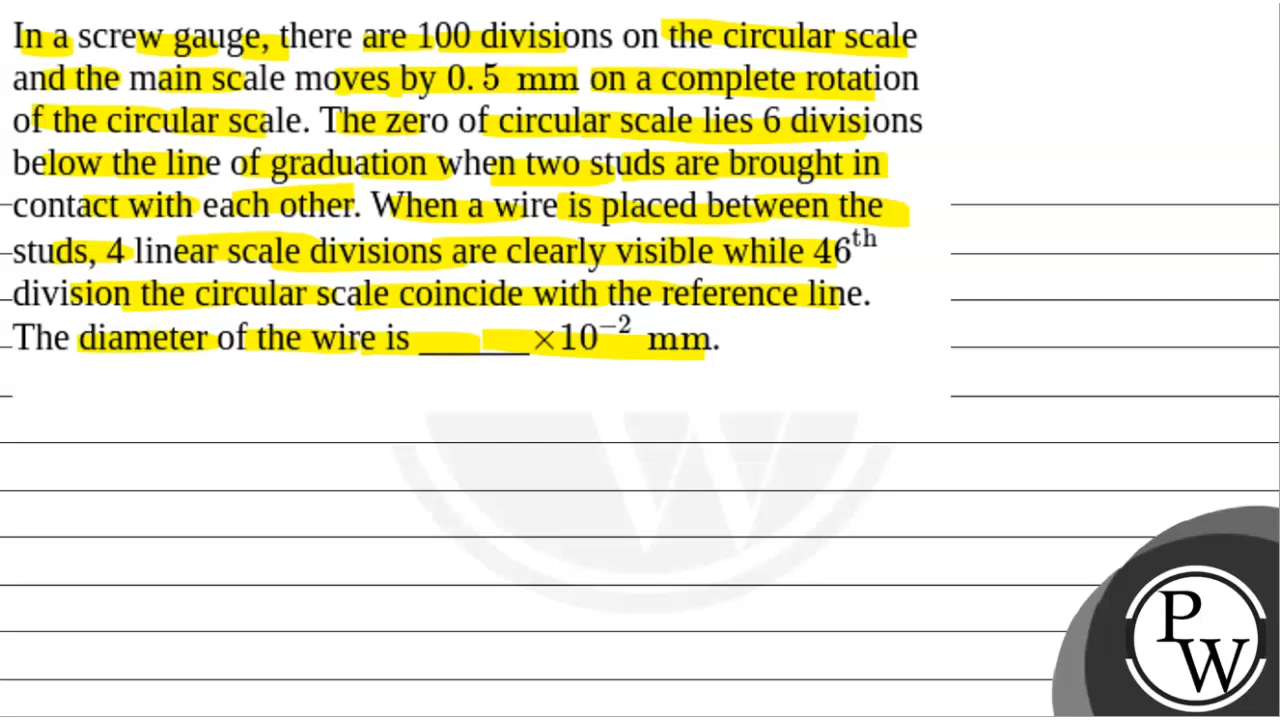 In a screw gauge, there are 100 divisions on the circular scale
and the main scale moves by 0.5 mm on a complete rotation
of the circular scale. The zero of circular scale lies 6 divisions
below the line of graduation when two studs are brought in
contact with each other. When a wire is placed between the
studs, 4 linear scale divisions are clearly visible while 46th
division the circular scale coincide with the reference line.
The diameter of the wire is ______ ×10⁻² mm.
W
P
W